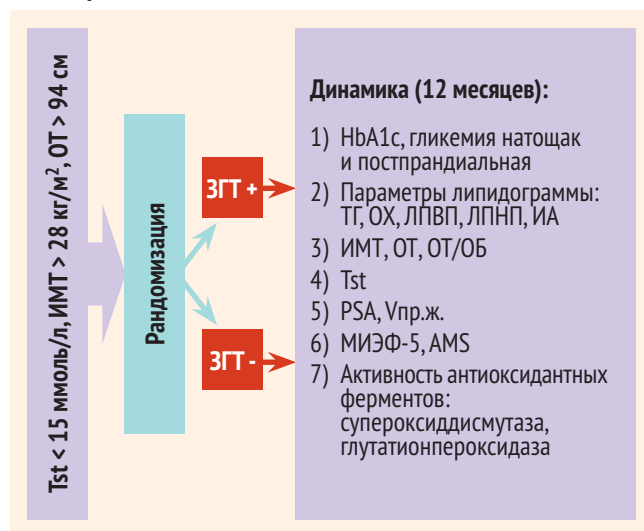 Tst < 15 ммоль/л, ИМТ > 28 кг/м², ОТ > 94 см
Рандомизация
ЗГТ +
ЗГТ -
Динамика (12 месяцев):
1) HbA1c, гликемия натощак
и постпрандиальная
2) Параметры липидограммы:
ТГ, ОХ, ЛПВП, ЛПНП, ИА
3) ИМТ, ОТ, ОТ/ОБ
4) Tst
5) PSA, Vпр.ж.
6) МИЭФ-5, AMS
7) Активность антиоксидантных
ферментов:
супероксиддисмутаза,
глутатионпероксидаза